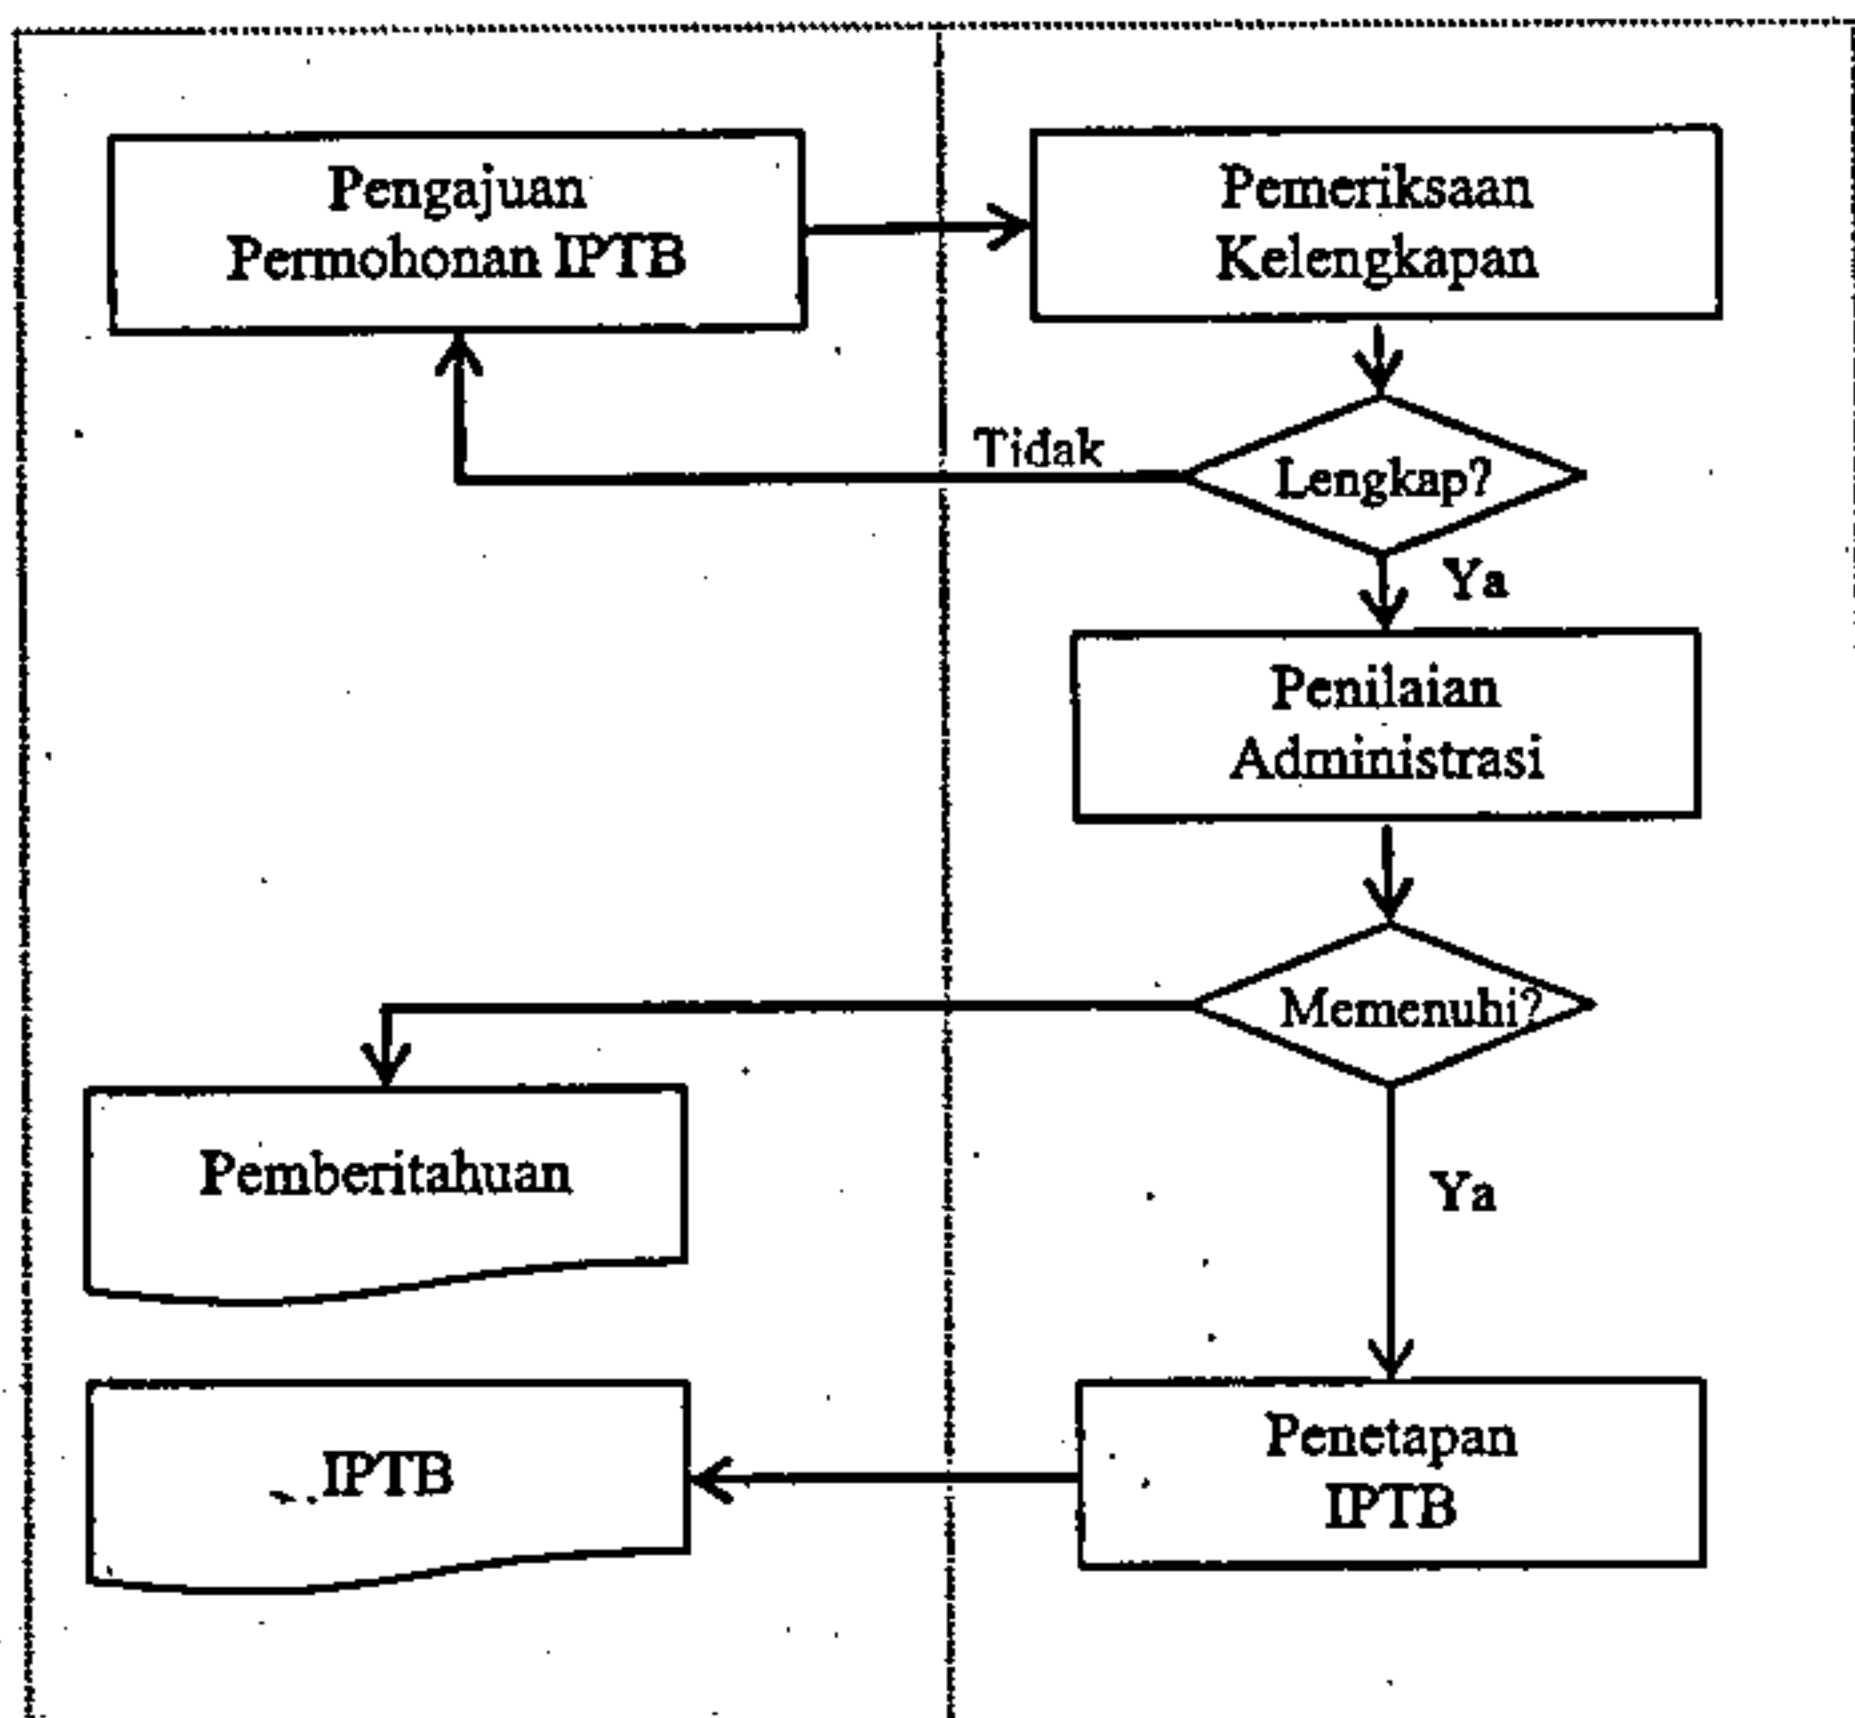 Pengajuan
Permohonan IPTB
Pemeriksaan
Kelengkapan
Tidak
Lengkap?
Ya
Penilaian
Administrasi
Memenuhi?
Pemberitahuan
Ya
IPTB
Penetapan
IPTB